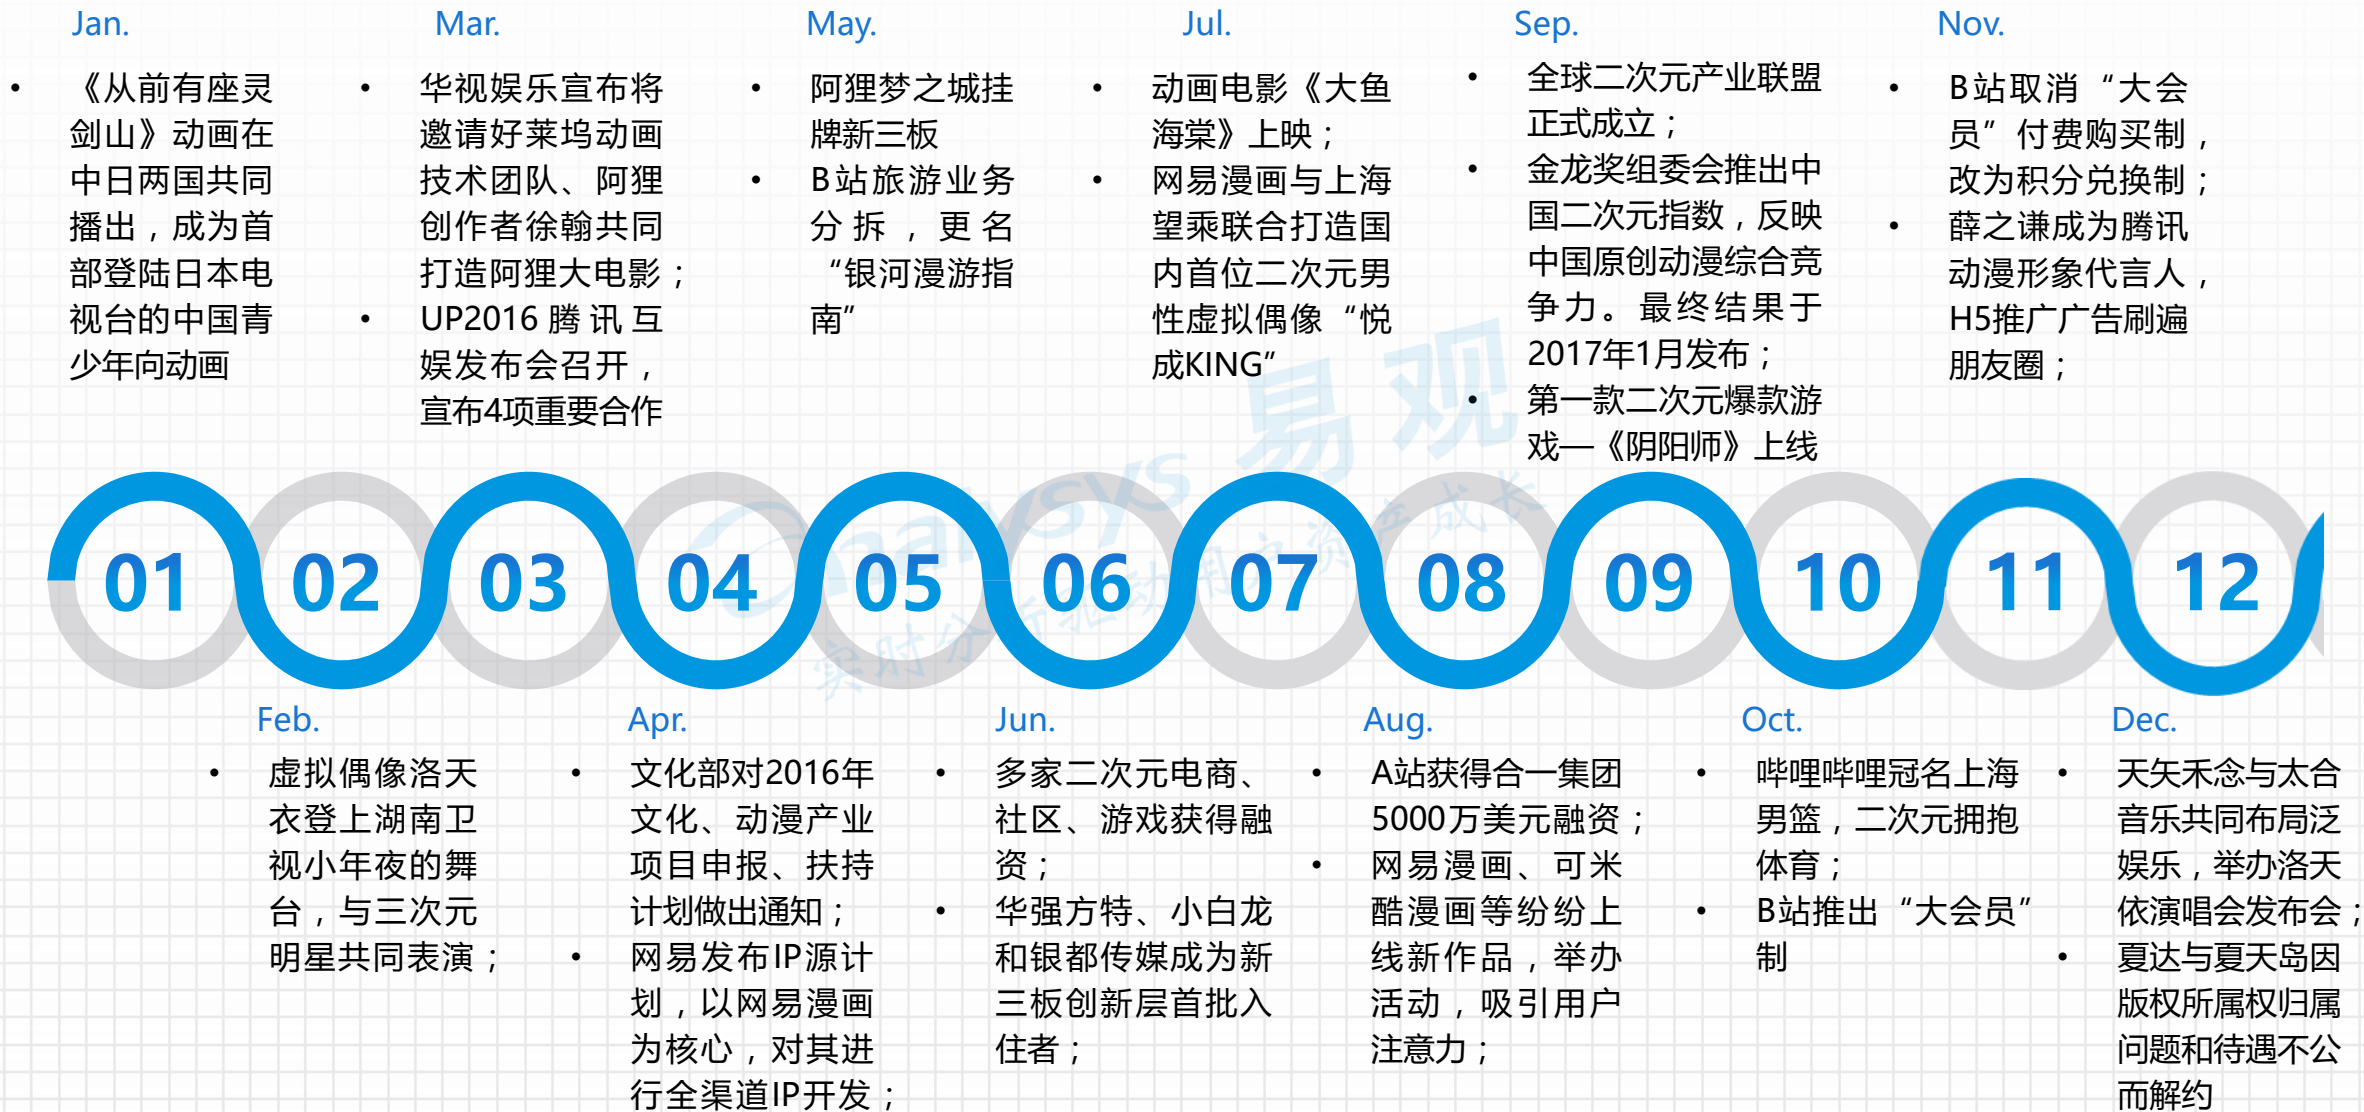 Jan.
• 《从前有座灵
剑山》动画在
中日两国共同
播出，成为首
部登陆日本电
视台的中国青
少年向动画
Mar.
• 华视娱乐宣布将
邀请好莱坞动画
技术团队、阿狸
创作者徐翰共同
打造阿狸大电影；
• UP2016腾讯互
娱发布会召开，
宣布4项重要合作
May.
• 阿狸梦之城挂
牌新三板
• B站旅游业务
分拆，更名
“银河漫游指
南”
Jul.
• 动画电影《大鱼
海棠》上映；
• 网易漫画与上海
望乘联合打造国
内首位二次元男
性虚拟偶像“悦
成KING”
Sep.
• 全球二次元产业联盟
正式成立；
• 金龙奖组委会推出中
国二次元指数，反映
中国原创动漫综合竞
争力。最终结果于
2017年1月发布；
• 第一款二次元爆款游
戏—《阴阳师》上线
Nov.
• B站取消“大会
员”付费购买制，
改为积分兑换制；
• 薛之谦成为腾讯
动漫形象代言人，
H5推广广告刷遍
朋友圈；
01 02 03 04 05 06 07 08 09 10 11 12
Analysys 易观
实时分析驱动用户资产成长
Feb.
• 虚拟偶像洛天
衣登上湖南卫
视小年夜的舞
台，与三次元
明星共同表演；
Apr.
• 文化部对2016年
文化、动漫产业
项目申报、扶持
计划做出通知；
• 网易发布IP源计
划，以网易漫画
为核心，对其进
行全渠道IP开发；
Jun.
• 多家二次元电商、
社区、游戏获得融
资；
• 华强方特、小白龙
和银都传媒成为新
三板创新层首批入
住者；
Aug.
• A站获得合一集团
5000万美元融资；
• 网易漫画、可米
酷漫画等纷纷上
线新作品，举办
活动，吸引用户
注意力；
Oct.
• 哔哩哔哩冠名上海
男篮，二次元拥抱
体育；
• B站推出“大会员”
制
Dec.
• 天矢禾念与太合
音乐共同布局泛
娱乐，举办洛天
依演唱会发布会；
• 夏达与夏天岛因
版权所属权归属
问题和待遇不公
而解约